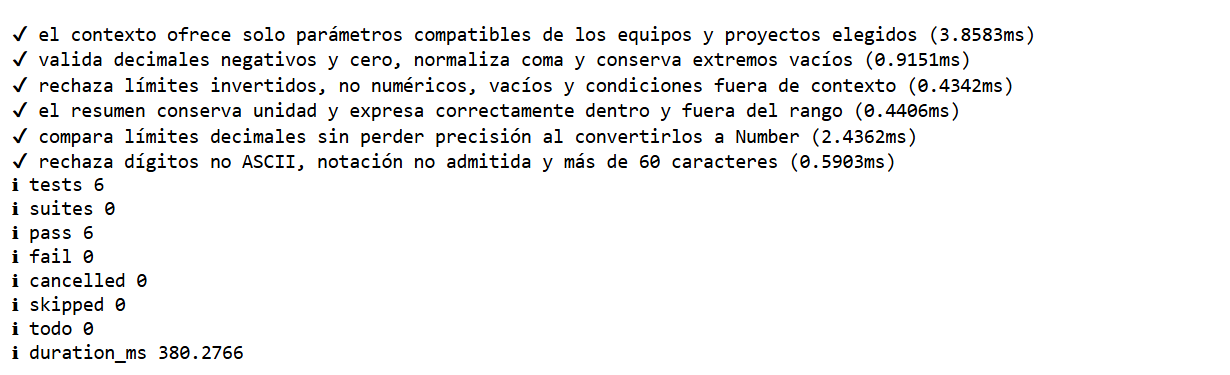 ✓ el contexto ofrece solo parámetros compatibles de los equipos y proyectos elegidos (3.8583ms)
✓ valida decimales negativos y cero, normaliza coma y conserva extremos vacíos (0.9151ms)
✓ rechaza límites invertidos, no numéricos, vacíos y condiciones fuera de contexto (0.4342ms)
✓ el resumen conserva unidad y expresa correctamente dentro y fuera del rango (0.4406ms)
✓ compara límites decimales sin perder precisión al convertirlos a Number (2.4362ms)
✓ rechaza dígitos no ASCII, notación no admitida y más de 60 caracteres (0.5903ms)
ℹ tests 6
ℹ suites 0
ℹ pass 6
ℹ fail 0
ℹ cancelled 0
ℹ skipped 0
ℹ todo 0
ℹ duration_ms 380.2766